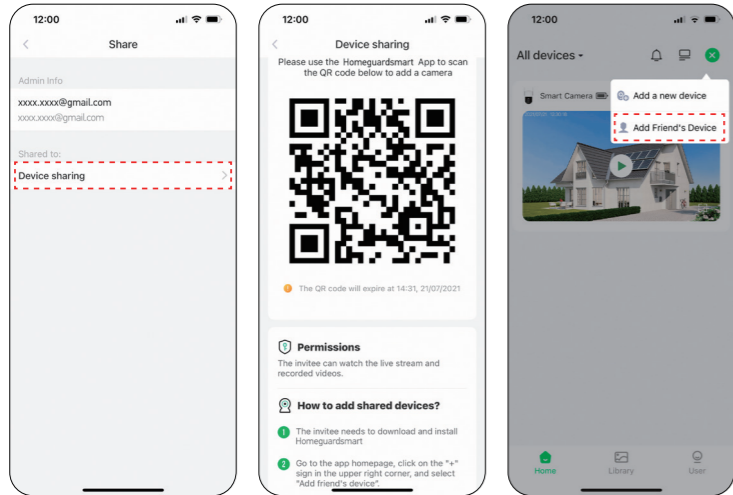 12:00
Share
Admin Info
xxxx.xxxx@gmail.com
xxxx.xxxx@gmail.com
Shared to:
Device sharing
12:00
Device sharing
Please use the Homeguardsmart App to scan
the QR code below to add a camera
The QR code will expire at 14:31, 21/07/2021
Permissions
The invitee can watch the live stream and
recorded videos.
How to add shared devices?
1 The invitee needs to download and install
Homeguardsmart
2 Go to the app homepage, click on the "+"
sign in the upper right corner, and select
"Add friend's device".
12:00
All devices
Add a new device
Smart Camera
Add Friend's Device
Home
Library
User